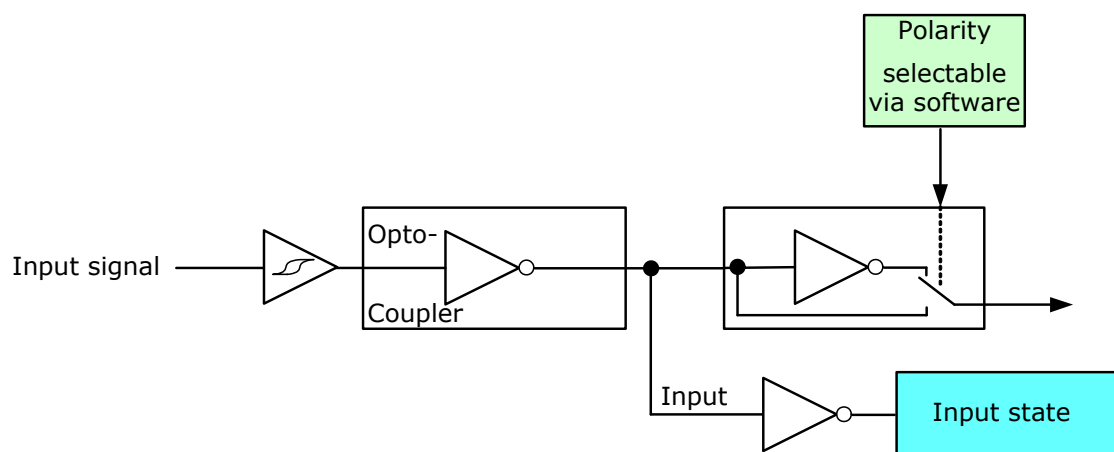 Polarity
selectable
via software
Input signal
Opto-
Coupler
Input
Input state